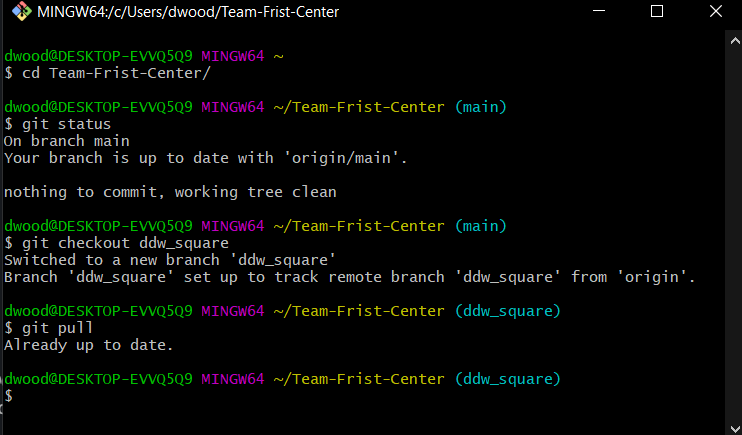 MINGW64:/c/Users/dwood/Team-Frist-Center
dwood@DESKTOP-EVVQ5Q9 MINGW64 ~
$ cd Team-Frist-Center/
dwood@DESKTOP-EVVQ5Q9 MINGW64 ~/Team-Frist-Center (main)
$ git status
On branch main
Your branch is up to date with 'origin/main'.
nothing to commit, working tree clean
dwood@DESKTOP-EVVQ5Q9 MINGW64 ~/Team-Frist-Center (main)
$ git checkout ddw_square
Switched to a new branch 'ddw_square'
Branch 'ddw_square' set up to track remote branch 'ddw_square' from 'origin'.
dwood@DESKTOP-EVVQ5Q9 MINGW64 ~/Team-Frist-Center (ddw_square)
$ git pull
Already up to date.
dwood@DESKTOP-EVVQ5Q9 MINGW64 ~/Team-Frist-Center (ddw_square)
$